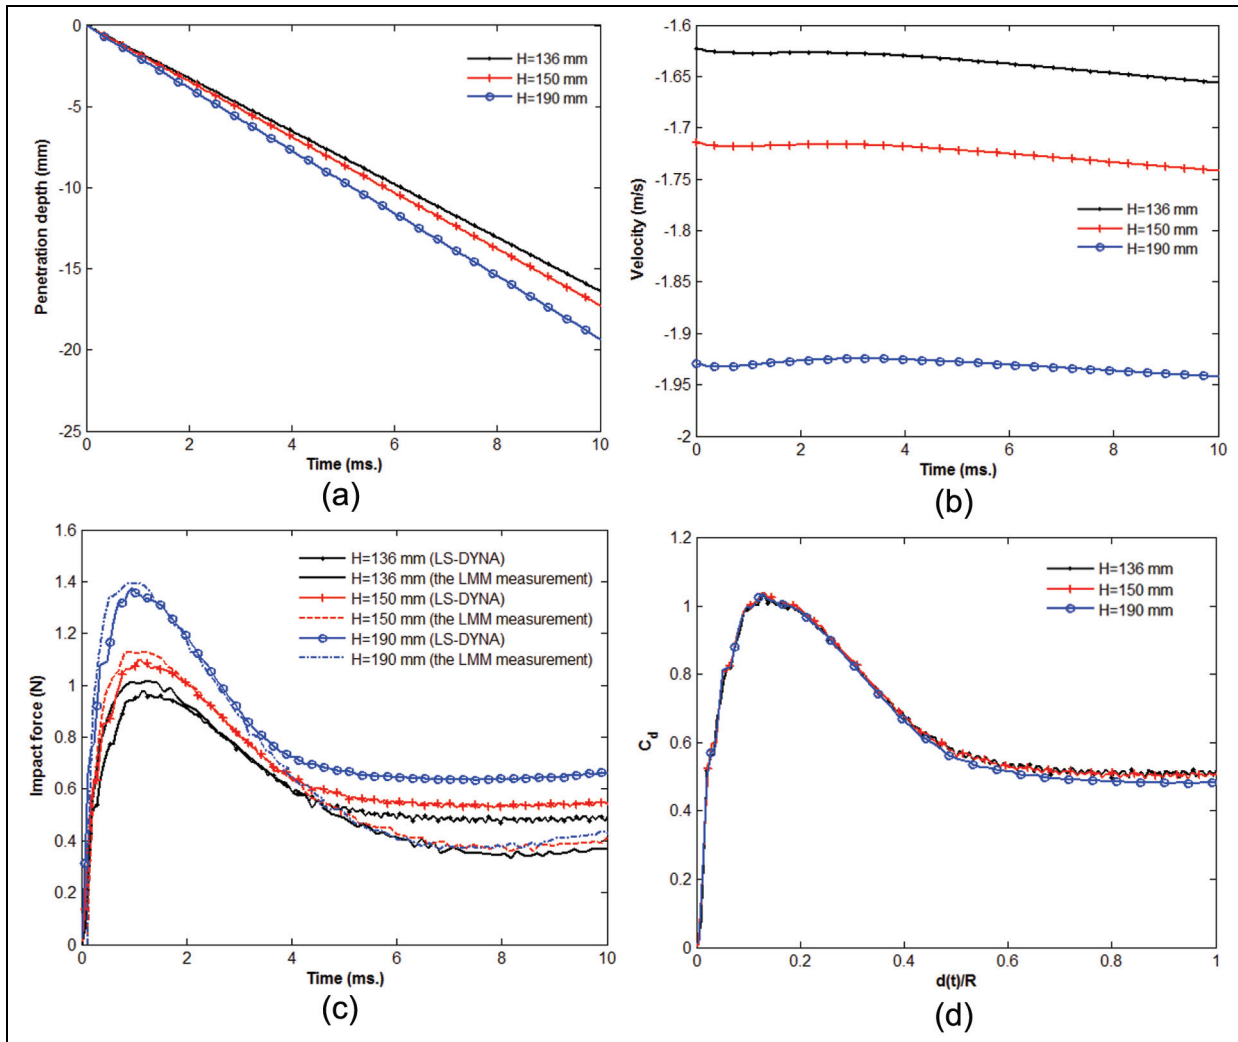 0
-5
-10
-15
-20
-25
Penetration depth (mm)
H=136 mm
H=150 mm
H=190 mm
0 2 4 6 8 10
Time (ms.)
(a)
-1.6
-1.65
-1.7
-1.75
-1.8
-1.85
-1.9
-1.95
-2
Velocity (m/s)
H=136 mm
H=150 mm
H=190 mm
0 2 4 6 8 10
Time (ms.)
(b)
1.6
1.4
1.2
1
0.8
0.6
0.4
0.2
0
Impact force (N)
H=136 mm (LS-DYNA)
H=136 mm (the LMM measurement)
H=150 mm (LS-DYNA)
H=150 mm (the LMM measurement)
H=190 mm (LS-DYNA)
H=190 mm (the LMM measurement)
0 2 4 6 8 10
Time (ms.)
(c)
1.2
1
0.8
0.6
0.4
0.2
0
Cd
H=136 mm
H=150 mm
H=190 mm
0 0.2 0.4 0.6 0.8 1
d(t)/R
(d)